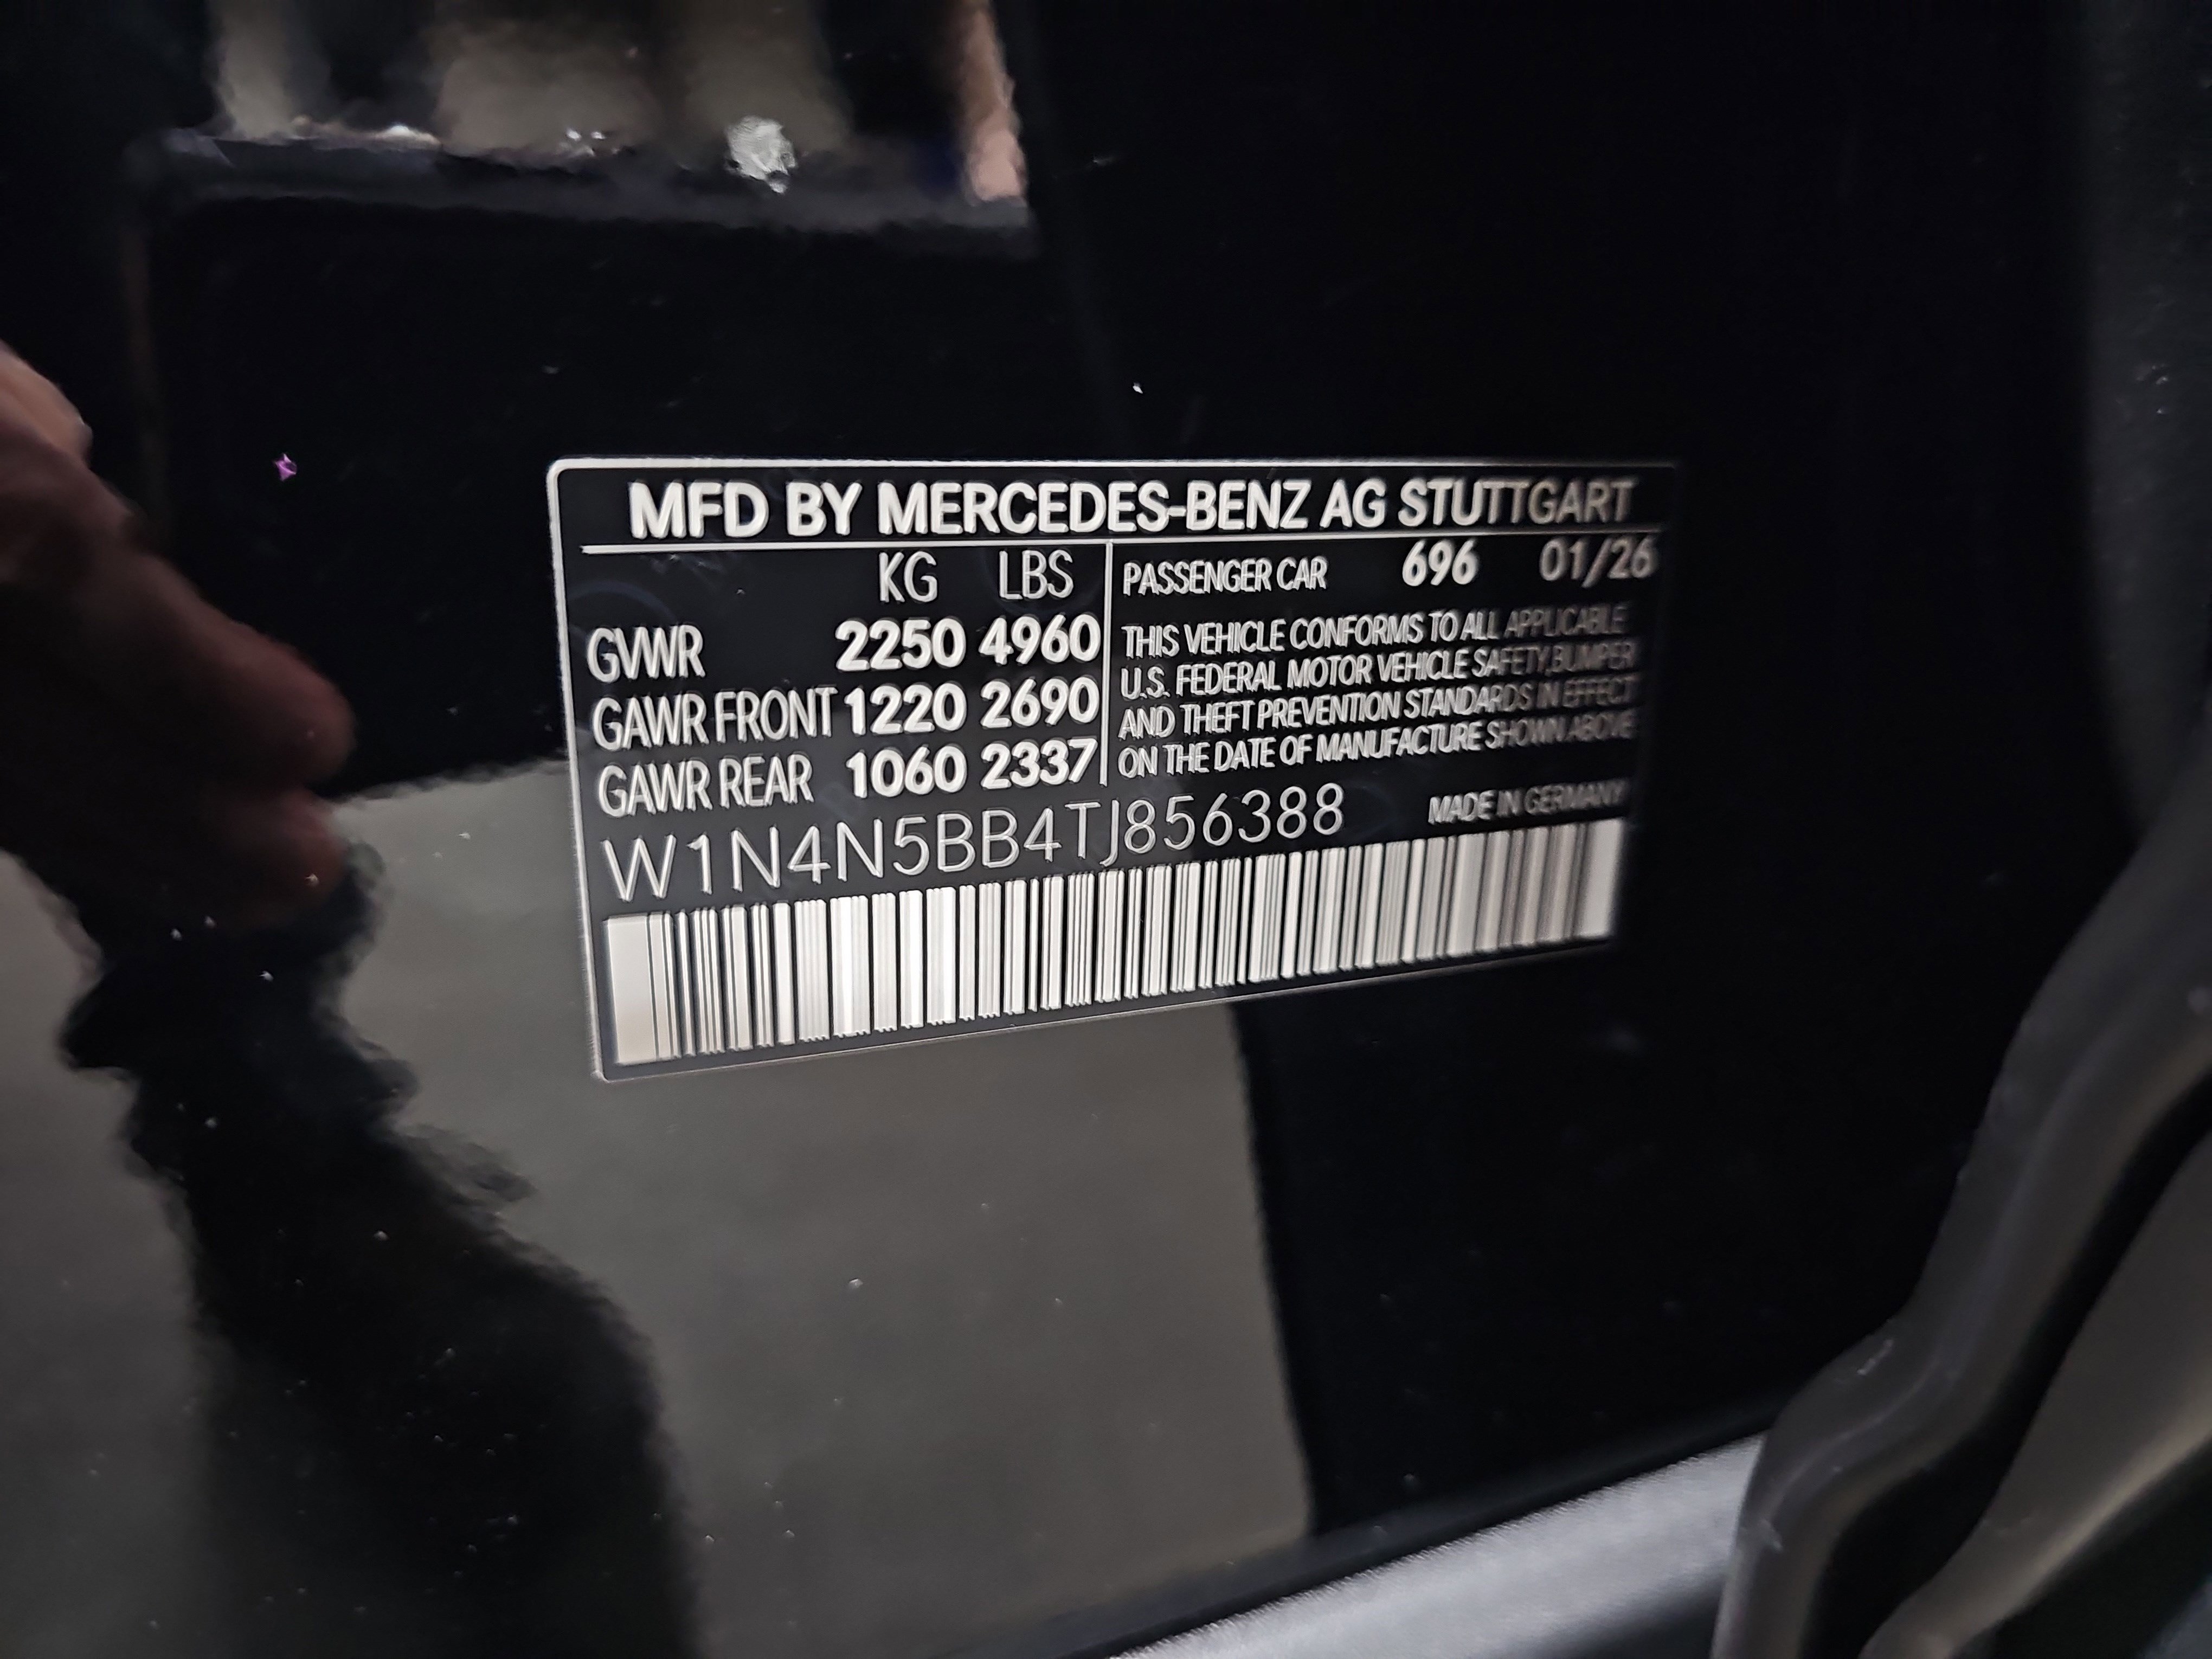 MFD BY MERCEDES-BENZ AG STUTTGART
KG LBS
GVWR 2250 4960
GAWR FRONT 1220 2690
GAWR REAR 1060 2337
PASSENGER CAR 696 01/26
THIS VEHICLE CONFORMS TO ALL APPLICABLE
U.S. FEDERAL MOTOR VEHICLE SAFETY, BUMPER
AND THEFT PREVENTION STANDARDS IN EFFECT
ON THE DATE OF MANUFACTURE SHOWN ABOVE
W1N4N5BB4TJ856388
MADE IN GERMANY